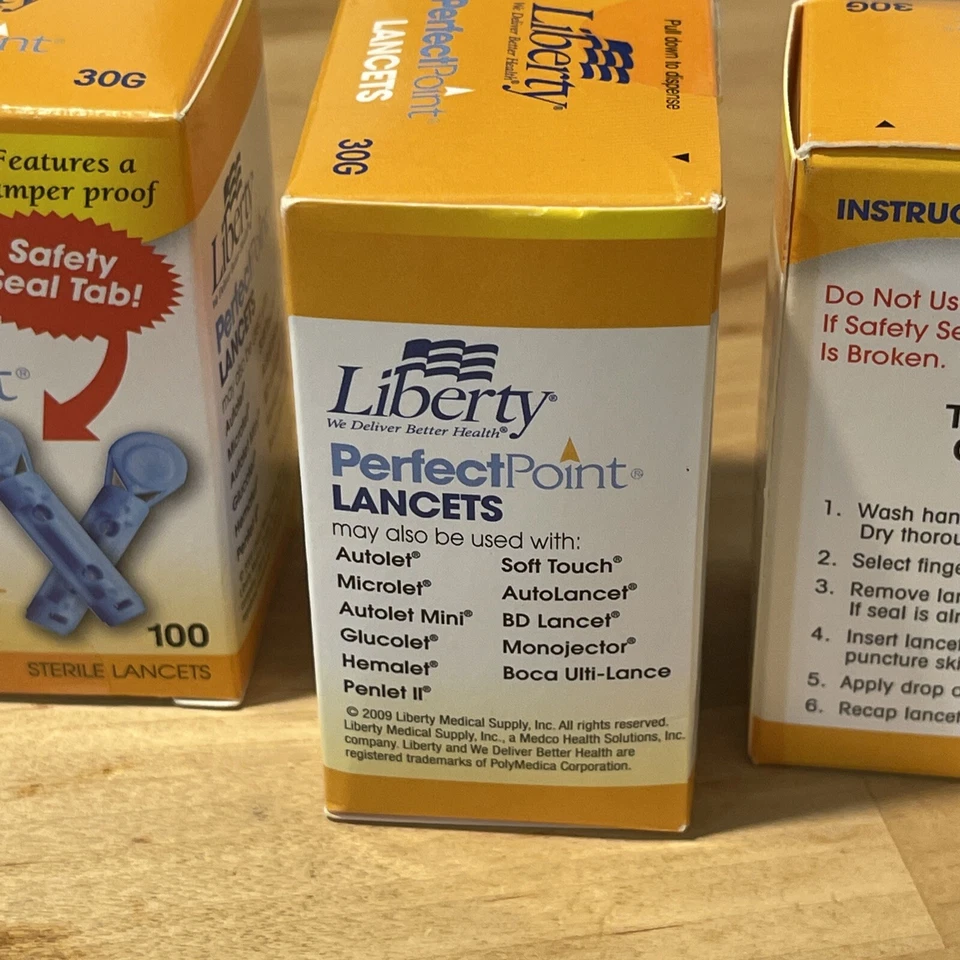 30G
Features a
proof
Safety
Seal Tab!
100
STERILE LANCETS
Liberty
Perfect
LANCETS
Pull down to dispense
Liberty®
We Deliver Better Health®
PerfectPoint®
LANCETS
30G
Liberty®
We Deliver Better Health®
PerfectPoint®
LANCETS
may also be used with:
Autolet®
Microlet®
Autolet Mini®
Glucolet®
Hemalet®
Penlet II®
Soft Touch®
AutoLancet®
BD Lancet®
Monojector®
Boca Ulti-Lance
© 2009 Liberty Medical Supply, Inc. All rights reserved.
Liberty Medical Supply, Inc., a Medco Health Solutions, Inc.
company. Liberty and We Deliver Better Health are
registered trademarks of PolyMedica Corporation.
30G
INSTRUC
Do Not Us
If Safety Se
Is Broken.
1. Wash han
Dry thorou
2. Select finge
3. Remove lan
If seal is alr
4. Insert lancet
puncture ski
5. Apply drop o
6. Recap lancet